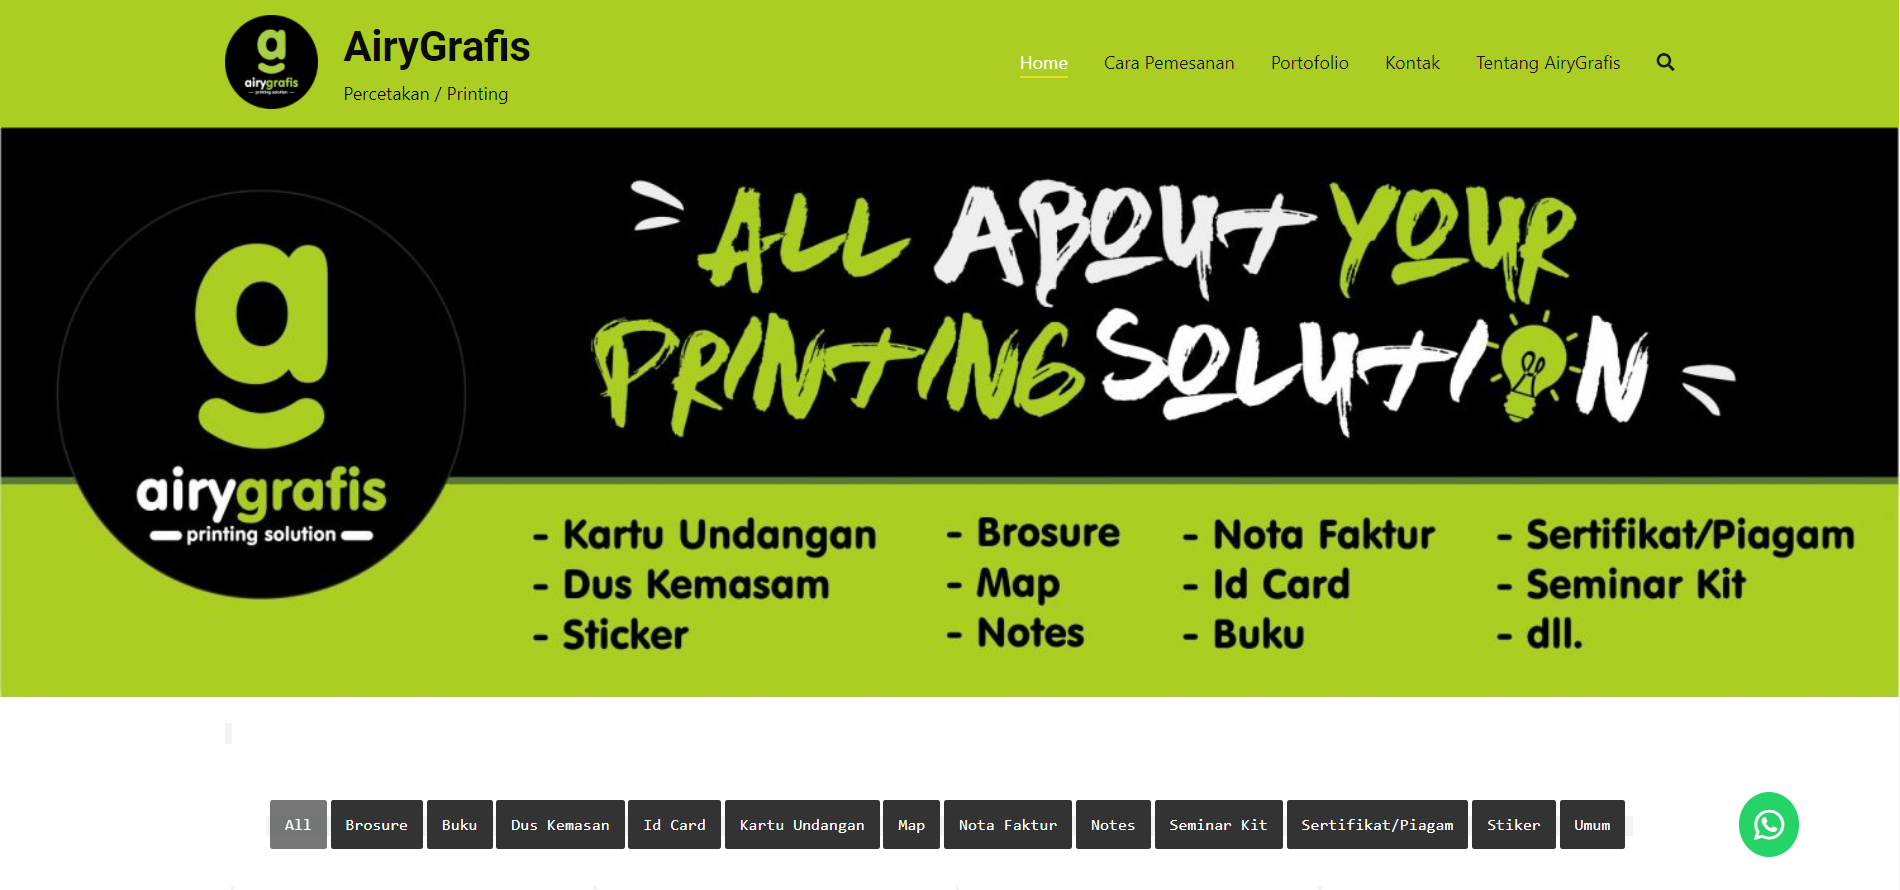 AiryGrafis
Percetakan / Printing
airygrafis
printing solution
Home Cara Pemesanan Portofolio Kontak Tentang AiryGrafis
ALL ABOUT YOUR
PRINTING SOLUTION
airygrafis
printing solution
- Kartu Undangan
- Dus Kemasam
- Sticker
- Brosure
- Map
- Notes
- Nota Faktur
- Id Card
- Buku
- Sertifikat/Piagam
- Seminar Kit
- dll.
All Brosure Buku Dus Kemasan Id Card Kartu Undangan Map Nota Faktur Notes Seminar Kit Sertifikat/Piagam Stiker Umum